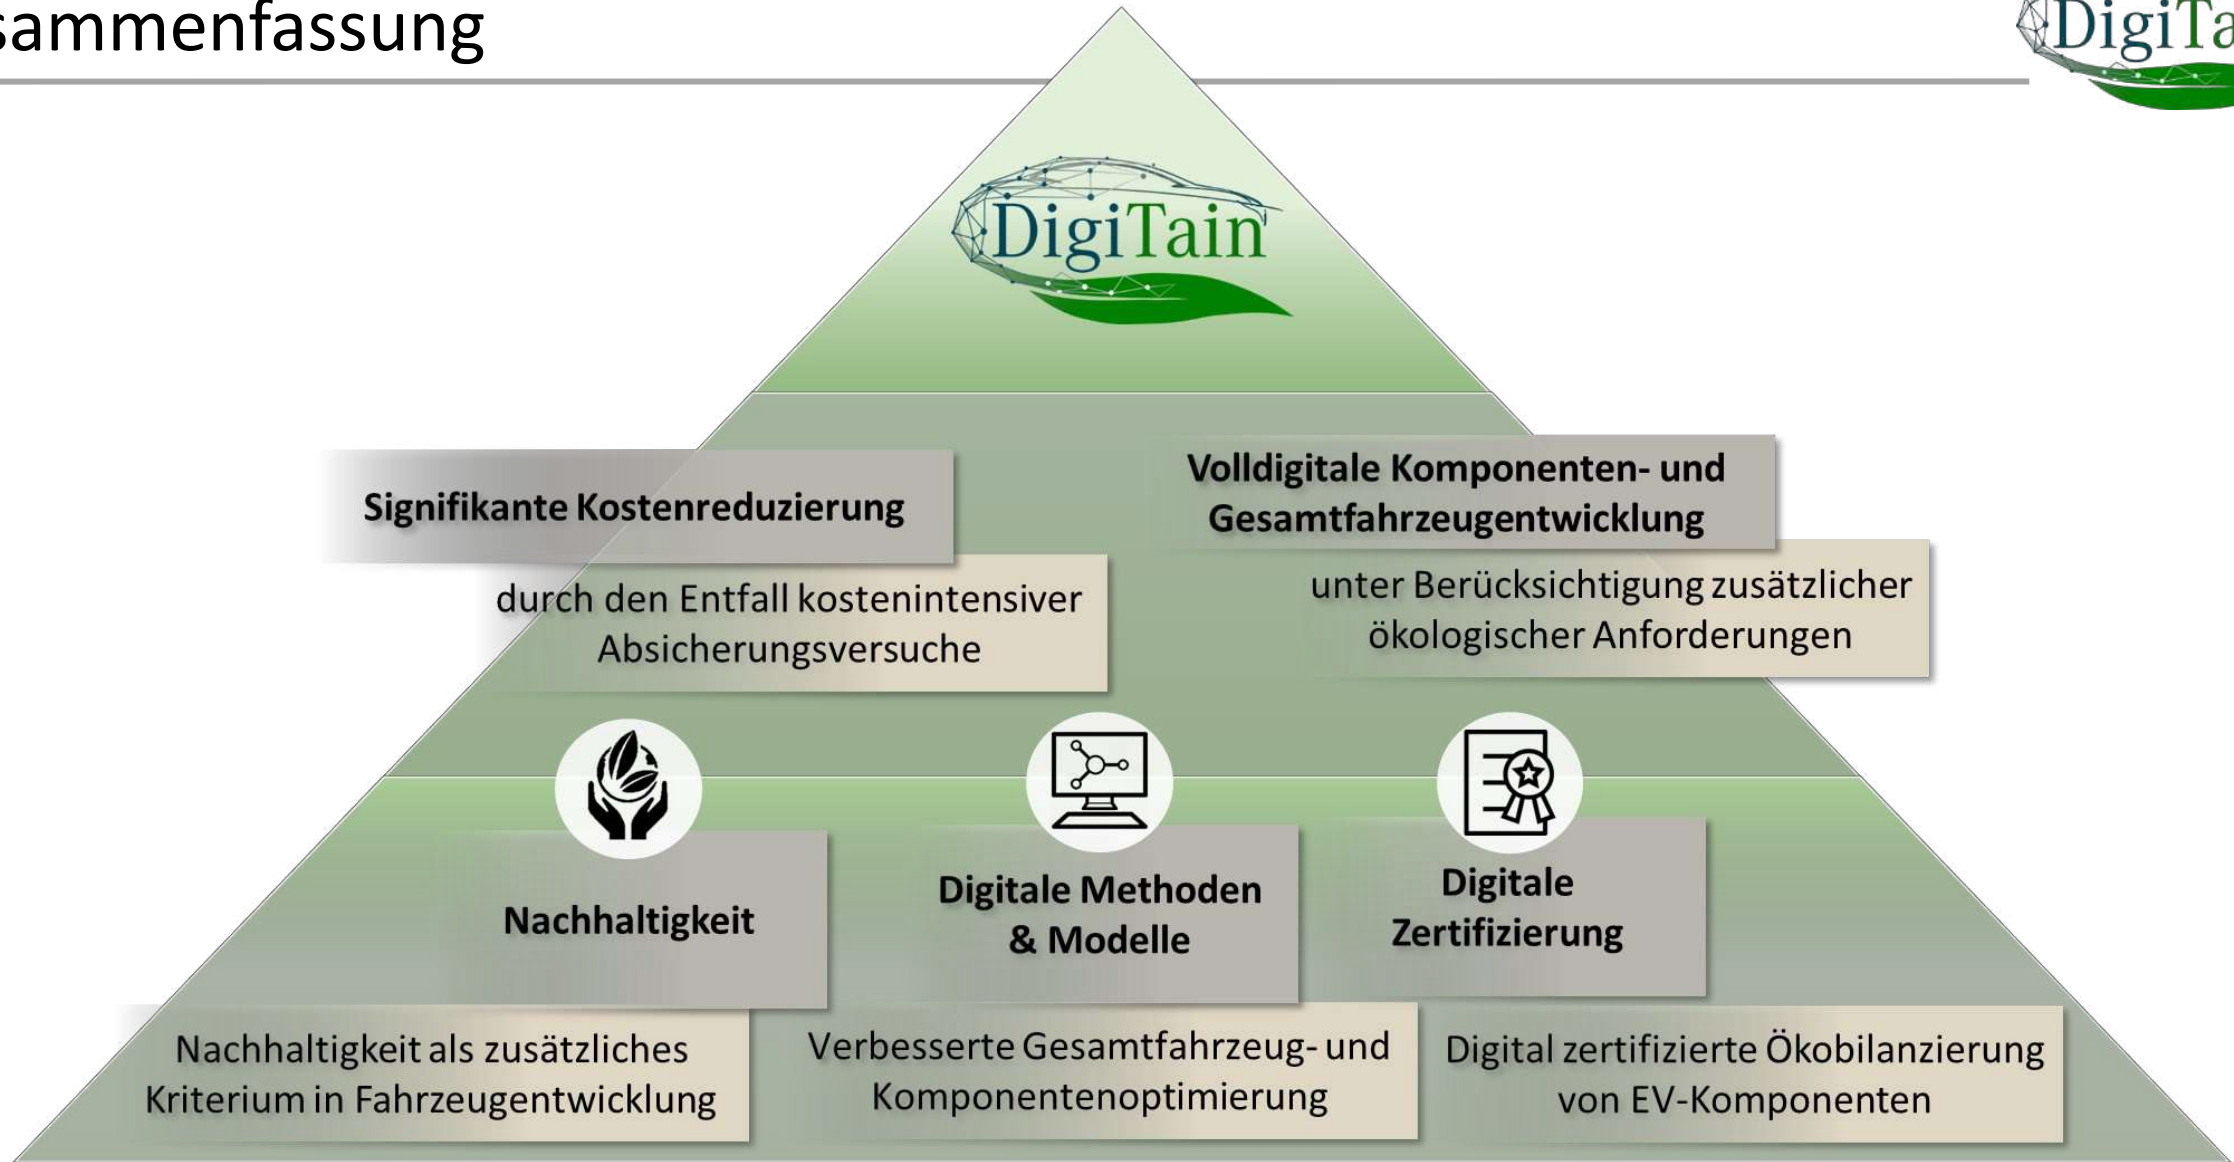 sammenfassung
DigiTa
DigiTain
Signifikante Kostenreduzierung
durch den Entfall kostenintensiver
Absicherungsversuche
Volldigitale Komponenten- und
Gesamtfahrzeugentwicklung
unter Berücksichtigung zusätzlicher
ökologischer Anforderungen
Nachhaltigkeit
Nachhaltigkeit als zusätzliches
Kriterium in Fahrzeugentwicklung
Digitale Methoden
& Modelle
Verbesserte Gesamtfahrzeug- und
Komponentenoptimierung
Digitale
Zertifizierung
Digital zertifizierte Ökobilanzierung
von EV-Komponenten